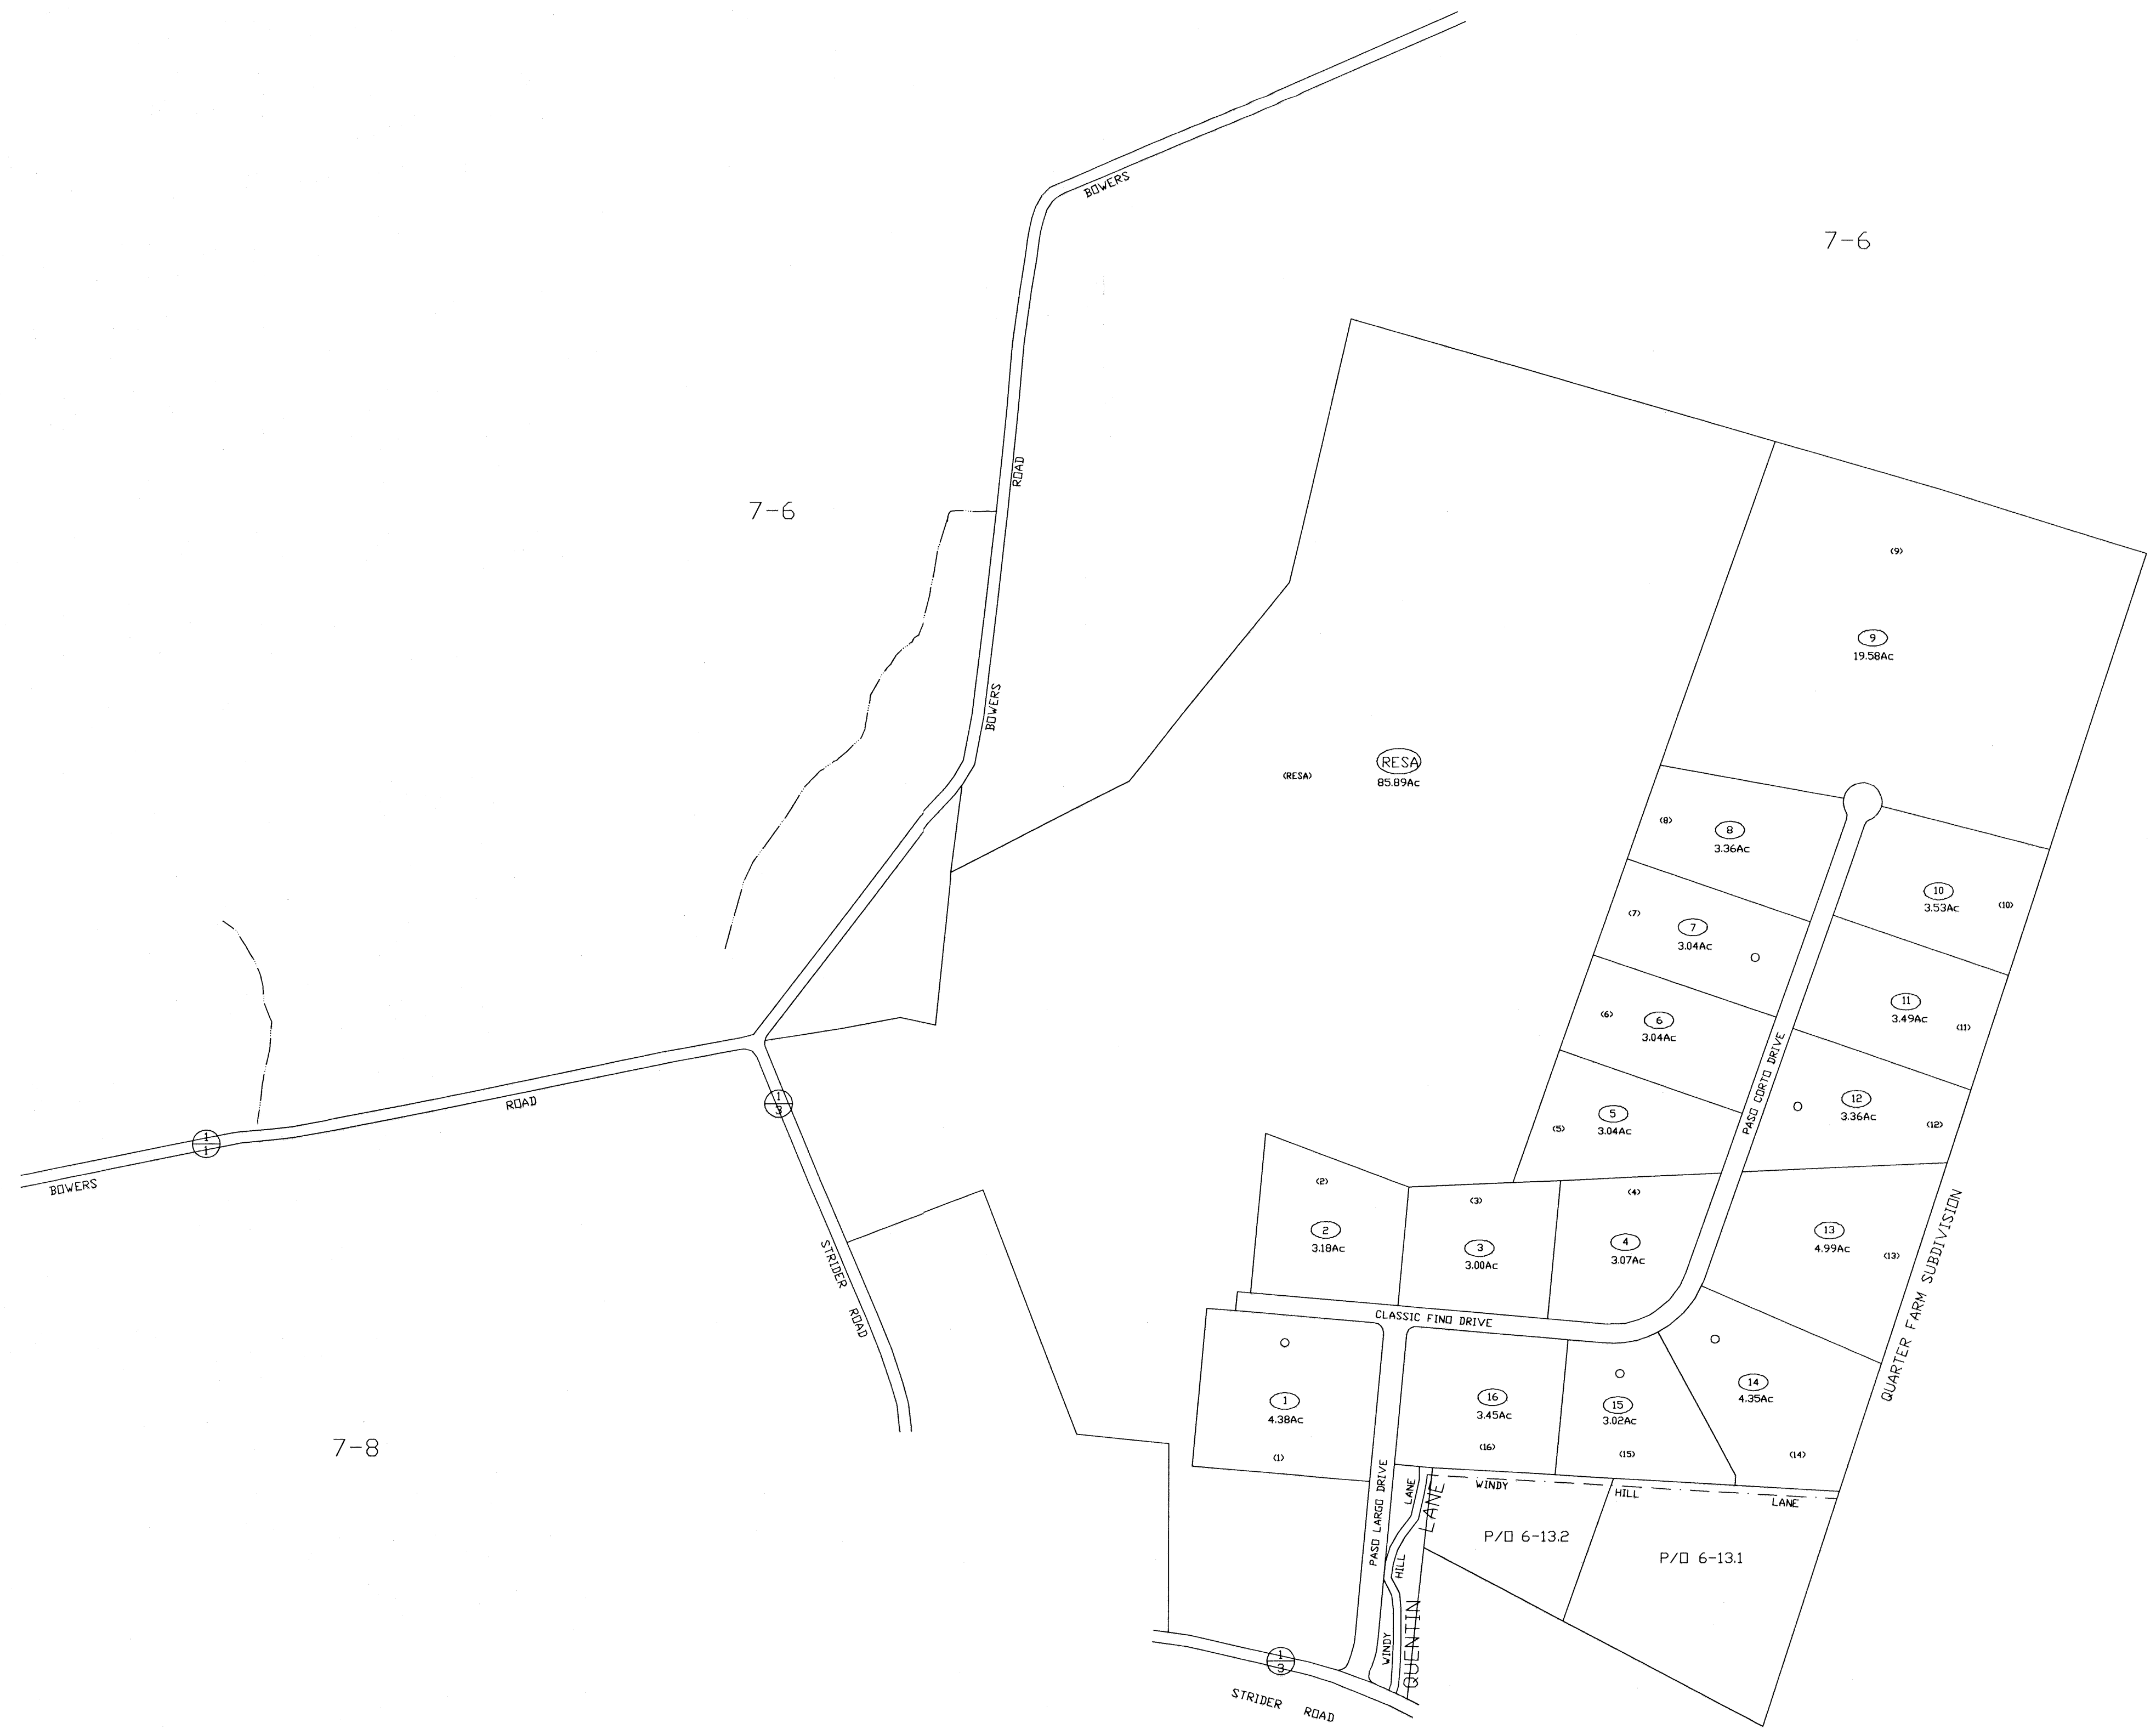 BOWERS
7-6
ROAD
7-6
(9)
9
19.58Ac
BOWERS
(RESA)
RESA
85.89Ac
(8)
8
3.36Ac
10
3.53Ac
(10)
(7)
7
3.04Ac
11
3.49Ac
(11)
(6)
6
3.04Ac
PASO CORTO DRIVE
12
3.36Ac
(12)
(5)
5
3.04Ac
1
3
ROAD
1
1
BOWERS
(2)
2
3.18Ac
(3)
3
3.00Ac
(4)
4
3.07Ac
13
4.99Ac
(13)
QUARTER FARM SUBDIVISION
STRIDER ROAD
CLASSIC FINO DRIVE
1
4.38Ac
(1)
16
3.45Ac
(16)
15
3.02Ac
(15)
14
4.35Ac
(14)
7-8
PASO LARGO DRIVE
WINDY HILL LANE
WINDY HILL LANE
QUENTIN LANE
P/O 6-13.2
P/O 6-13.1
1
3
STRIDER ROAD